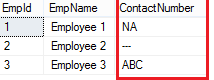 EmpId EmpName ContactNumber
1 Employee 1 NA
2 Employee 2 ---
3 Employee 3 ABC